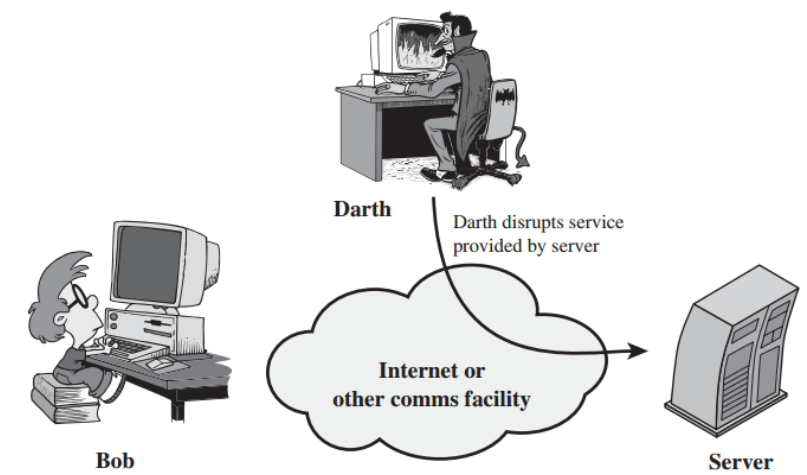 Darth
Darth disrupts service
provided by server
Internet or
other comms facility
Bob
Server